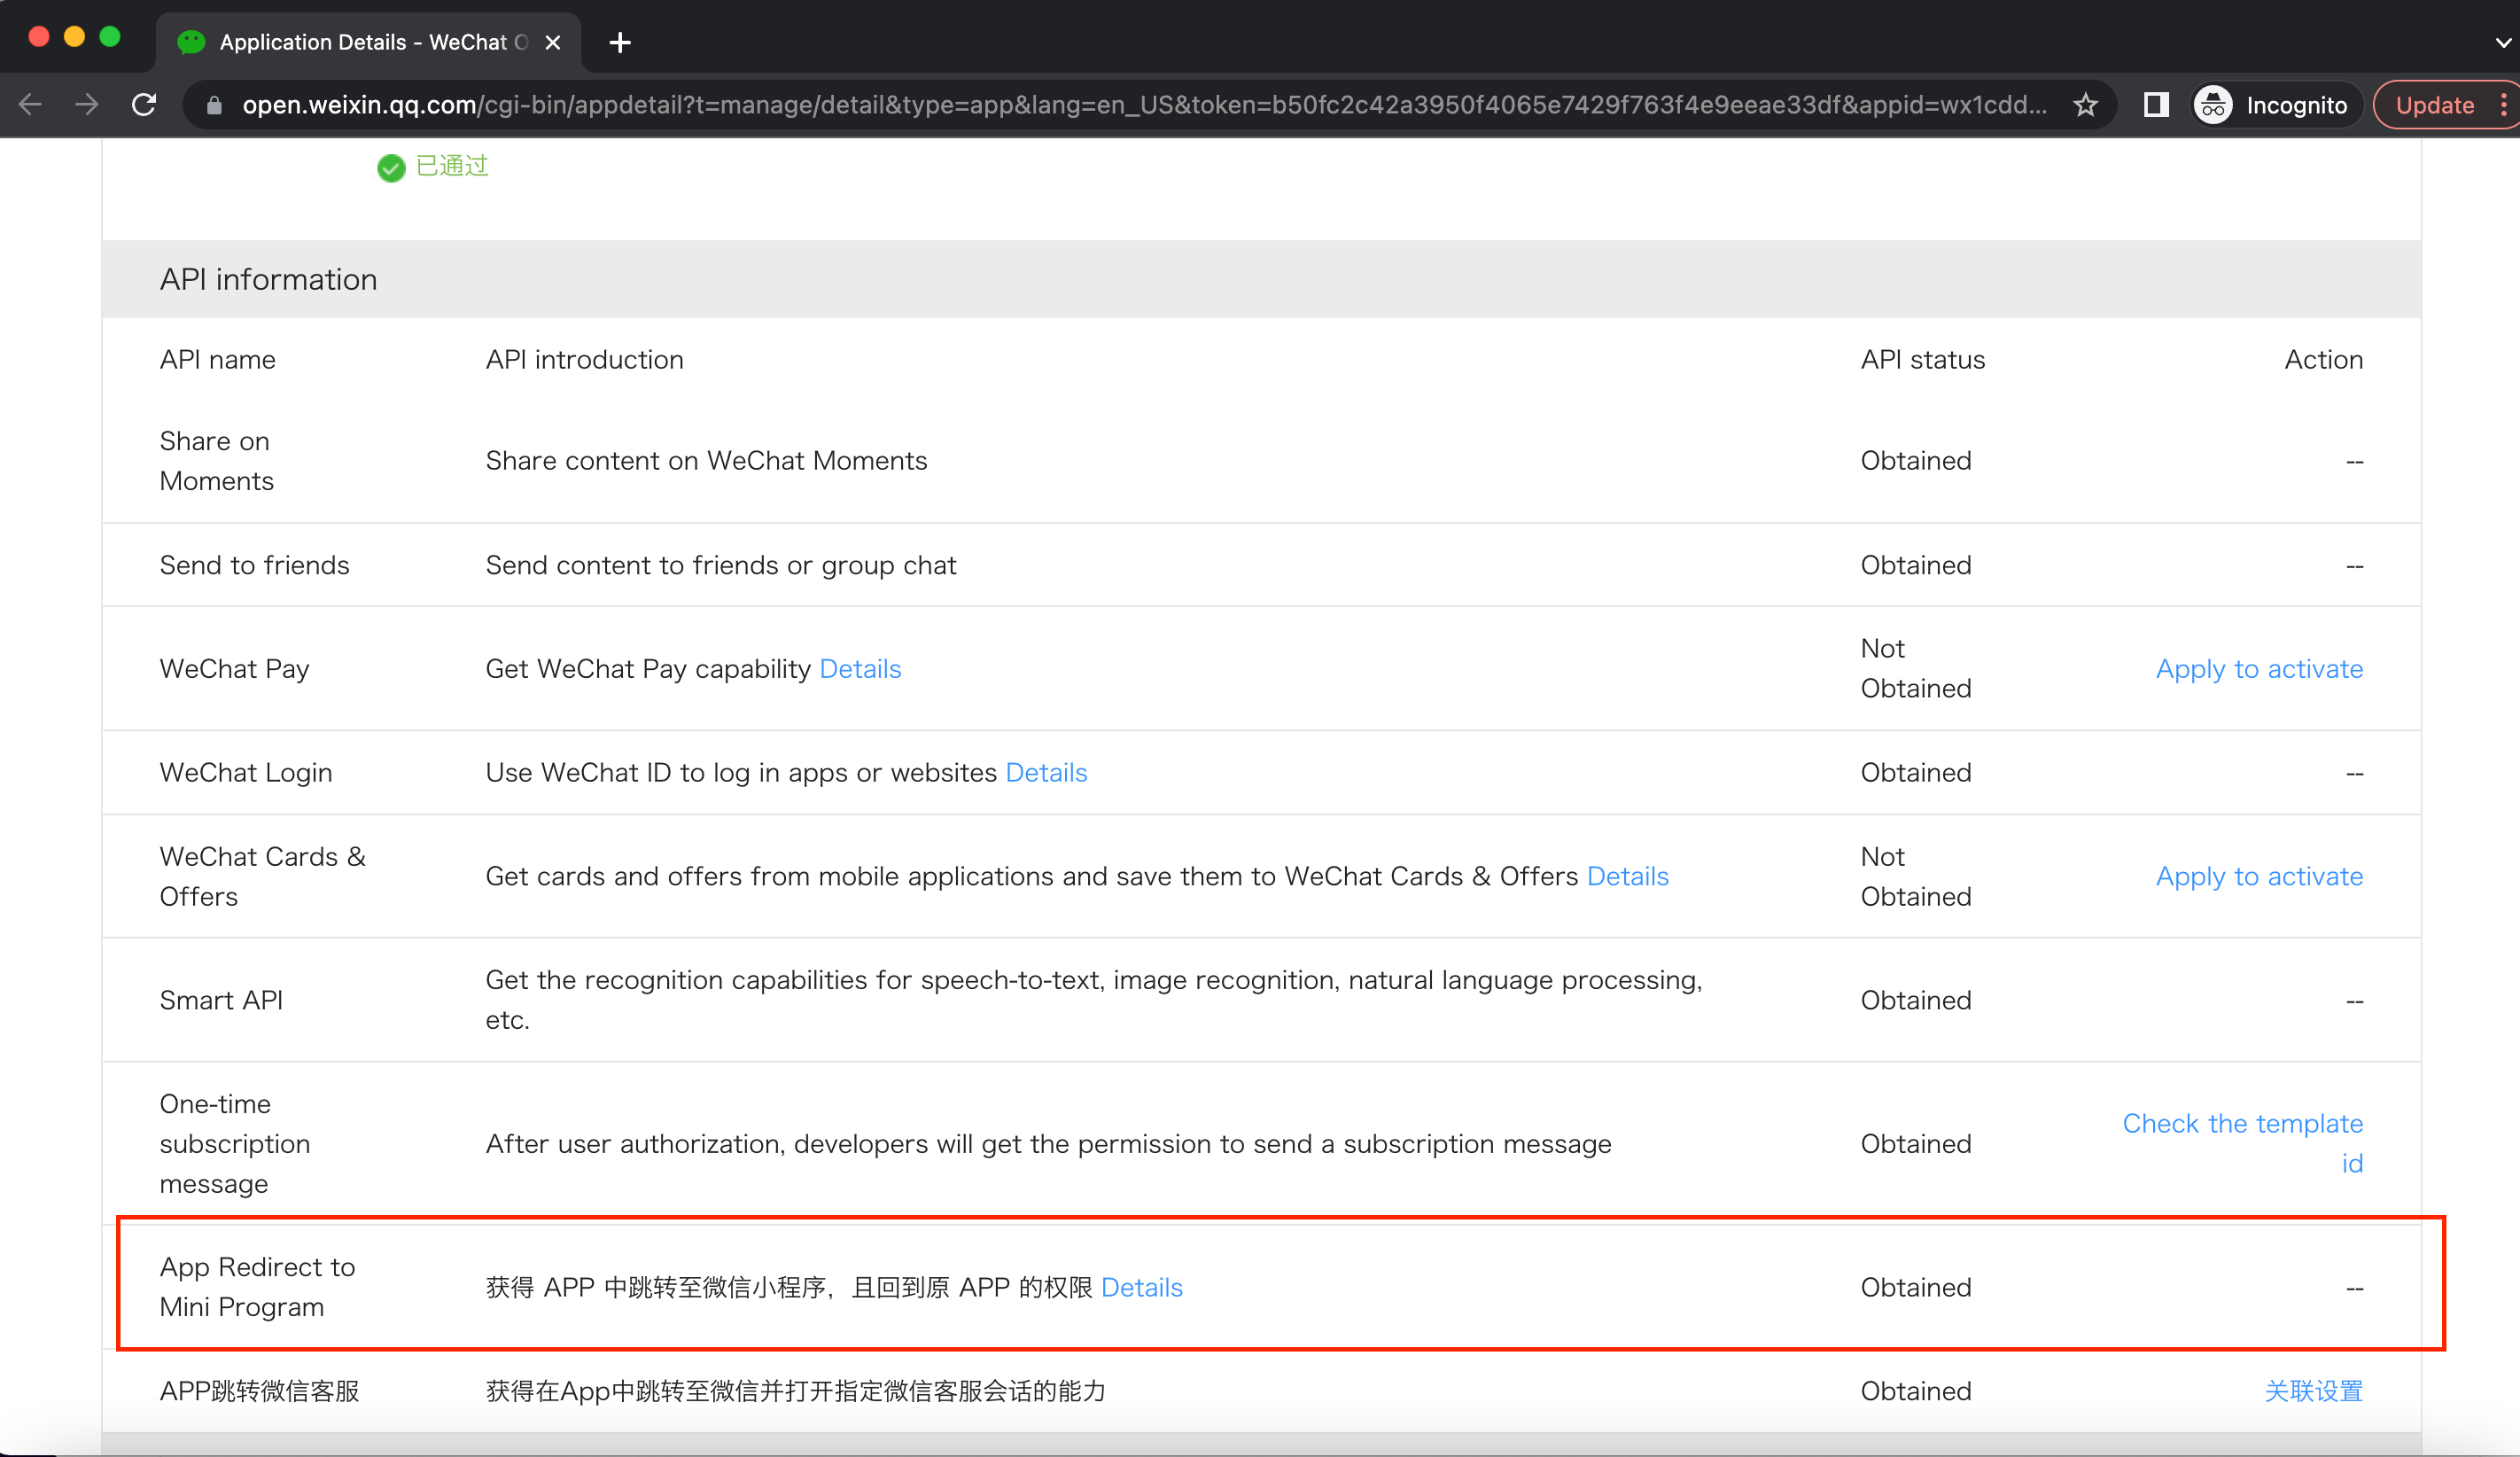 Application Details - WeChat O
open.weixin.qq.com/cgi-bin/appdetail?t=manage/detail&type=app&lang=en_US&token=b50fc2c42a3950f4065e7429f763f4e9eeae33df&appid=wx1cdd...
Incognito
Update
已通过
API information
API name
API introduction
API status
Action
Share on
Moments
Share content on WeChat Moments
Obtained
--
Send to friends
Send content to friends or group chat
Obtained
--
WeChat Pay
Get WeChat Pay capability Details
Not
Obtained
Apply to activate
WeChat Login
Use WeChat ID to log in apps or websites Details
Obtained
--
WeChat Cards &
Offers
Get cards and offers from mobile applications and save them to WeChat Cards & Offers Details
Not
Obtained
Apply to activate
Smart API
Get the recognition capabilities for speech-to-text, image recognition, natural language processing,
etc.
Obtained
--
One-time
subscription
message
After user authorization, developers will get the permission to send a subscription message
Obtained
Check the template
id
App Redirect to
Mini Program
获得 APP 中跳转至微信小程序，且回到原 APP 的权限 Details
Obtained
--
APP跳转微信客服
获得在App中跳转至微信并打开指定微信客服会话的能力
Obtained
关联设置